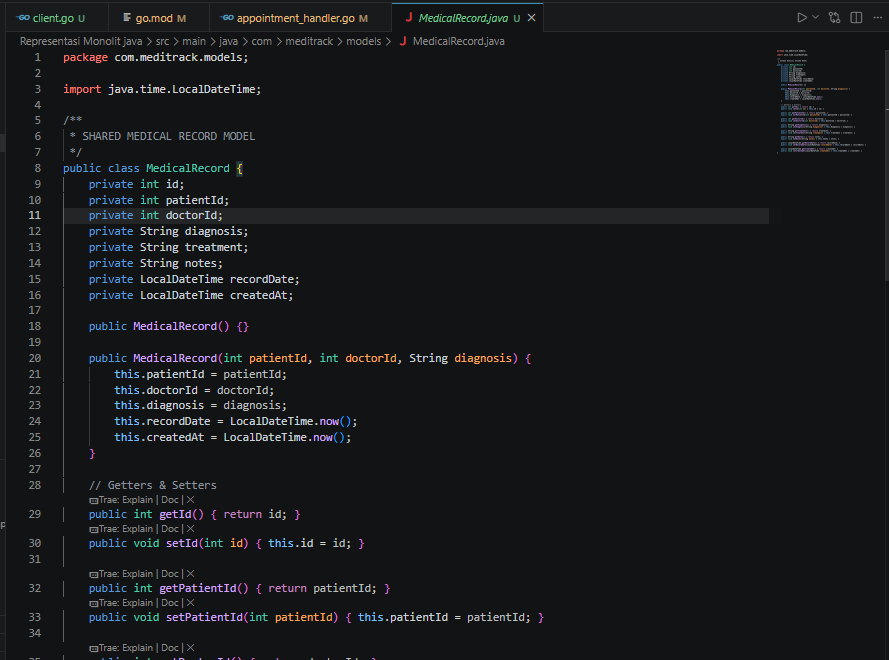 client.go U go.mod M appointment_handler.go M MedicalRecord.java U
Representasi Monolit java > src > main > java > com > meditrack > models > MedicalRecord.java
1 package com.meditrack.models;
2
3 import java.time.LocalDateTime;
4
5 /**
6 * SHARED MEDICAL RECORD MODEL
7 */
8 public class MedicalRecord {
9 private int id;
10 private int patientId;
11 private int doctorId;
12 private String diagnosis;
13 private String treatment;
14 private String notes;
15 private LocalDateTime recordDate;
16 private LocalDateTime createdAt;
17
18 public MedicalRecord() {}
19
20 public MedicalRecord(int patientId, int doctorId, String diagnosis) {
21 this.patientId = patientId;
22 this.doctorId = doctorId;
23 this.diagnosis = diagnosis;
24 this.recordDate = LocalDateTime.now();
25 this.createdAt = LocalDateTime.now();
26 }
27
28 // Getters & Setters
Trae: Explain | Doc | X
29 public int getId() { return id; }
Trae: Explain | Doc | X
30 public void setId(int id) { this.id = id; }
31
Trae: Explain | Doc | X
32 public int getPatientId() { return patientId; }
Trae: Explain | Doc | X
33 public void setPatientId(int patientId) { this.patientId = patientId; }
34
Trae: Explain | Doc | X